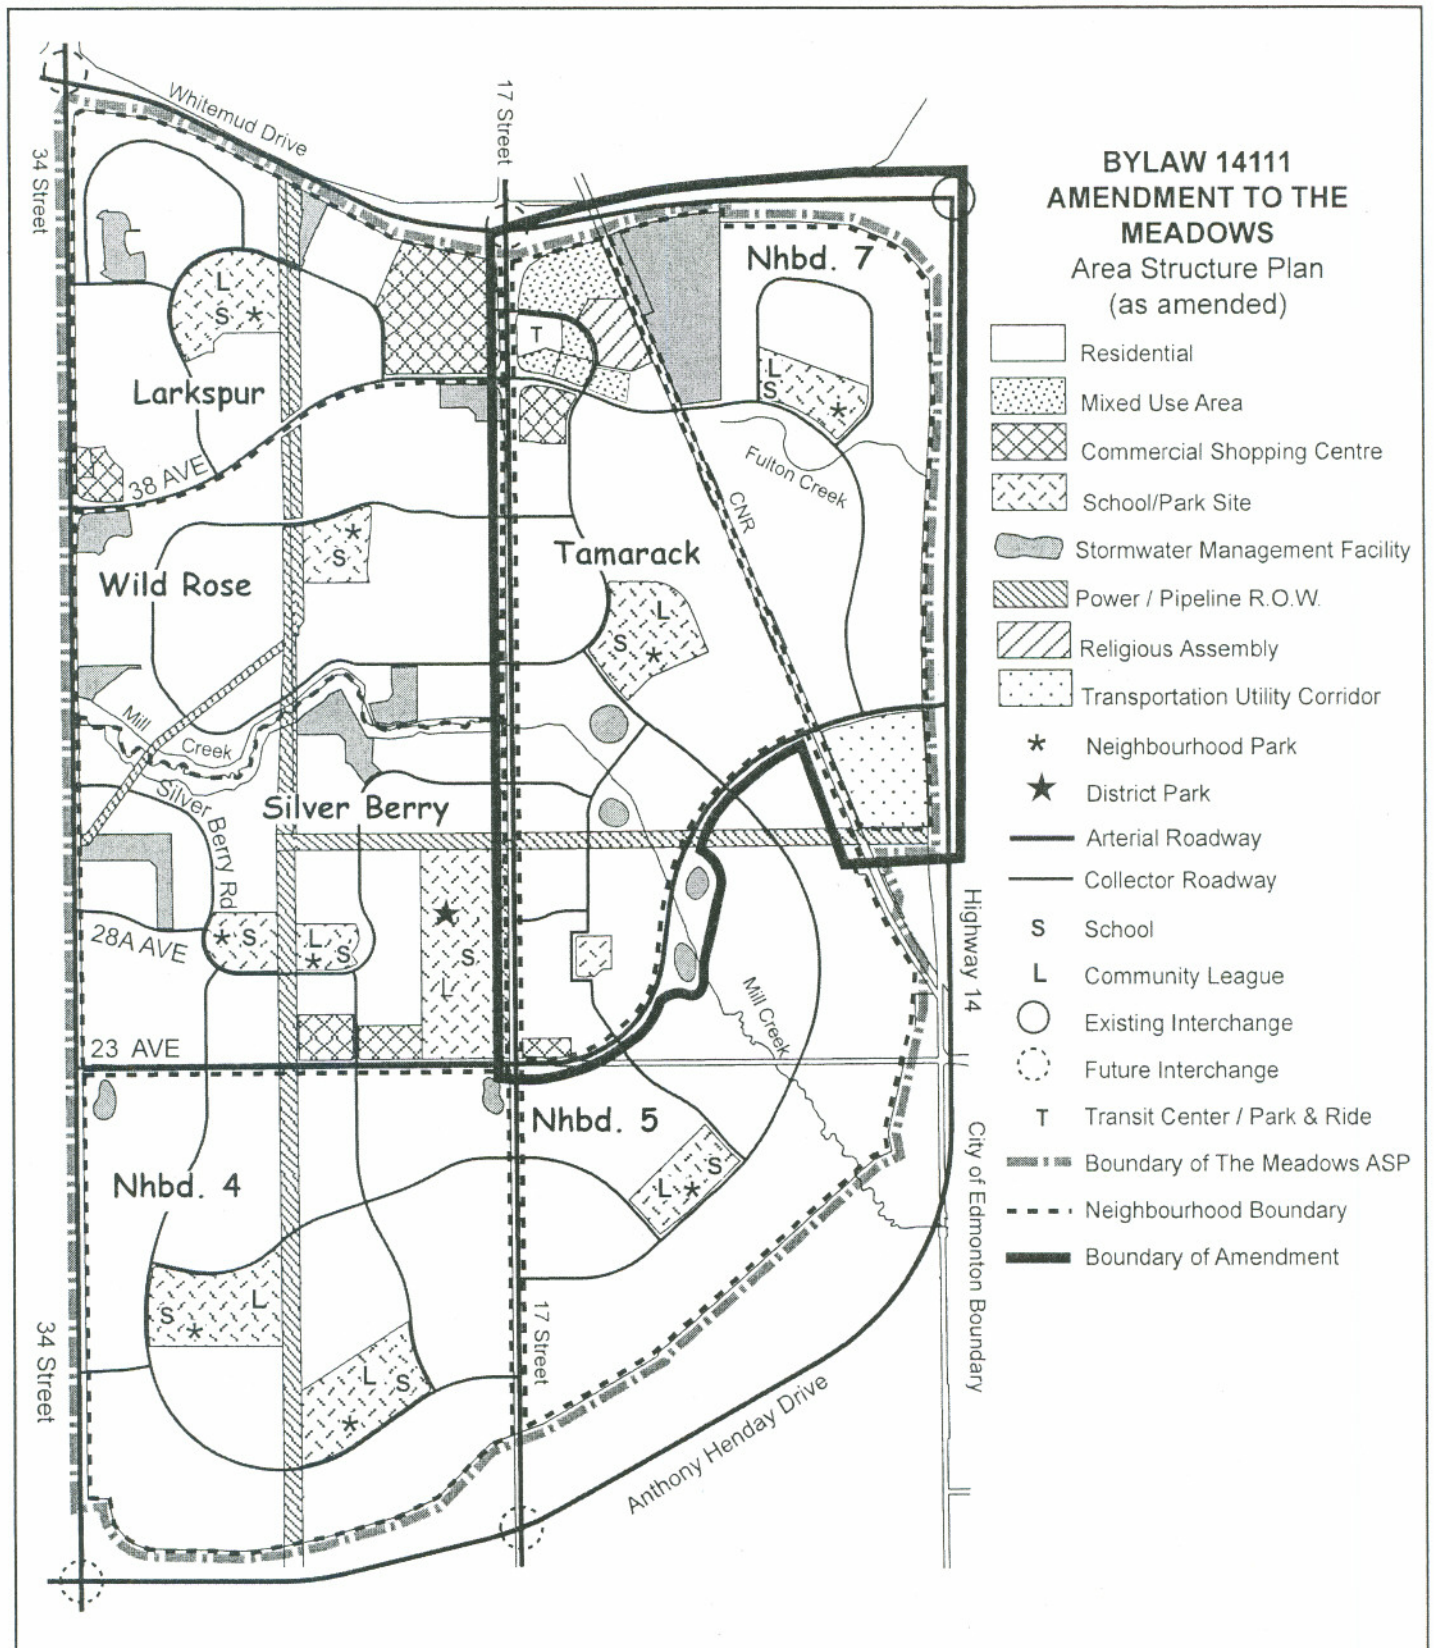 BYLAW 14111
AMENDMENT TO THE
MEADOWS
Area Structure Plan
(as amended)
Residential
Mixed Use Area
Commercial Shopping Centre
School/Park Site
Stormwater Management Facility
Power / Pipeline R.O.W.
Religious Assembly
Transportation Utility Corridor
* Neighbourhood Park
★ District Park
Arterial Roadway
Collector Roadway
S School
L Community League
Existing Interchange
Future Interchange
T Transit Center / Park & Ride
Boundary of The Meadows ASP
Neighbourhood Boundary
Boundary of Amendment
Whitemud Drive
17 Street
34 Street
Nhbd. 7
L
S *
T
L
S
*
Larkspur
38 AVE
Fulton Creek
CNR
*
S
Tamarack
Wild Rose
L
S
*
Mill
Creek
Silver Berry Rd
Silver Berry
★
S
L
28A AVE
* S
L
* S
Highway 14
Mill Creek
23 AVE
Nhbd. 5
S
L *
Nhbd. 4
City of Edmonton Boundary
L
S *
L S
*
17 Street
34 Street
Anthony Henday Drive